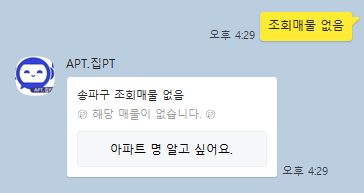 조회매물 없음
오후 4:29
APT.집PT
APT.집PT
송파구 조회매물 없음
해당 매물이 없습니다.
아파트 명 알고 싶어요.
오후 4:29